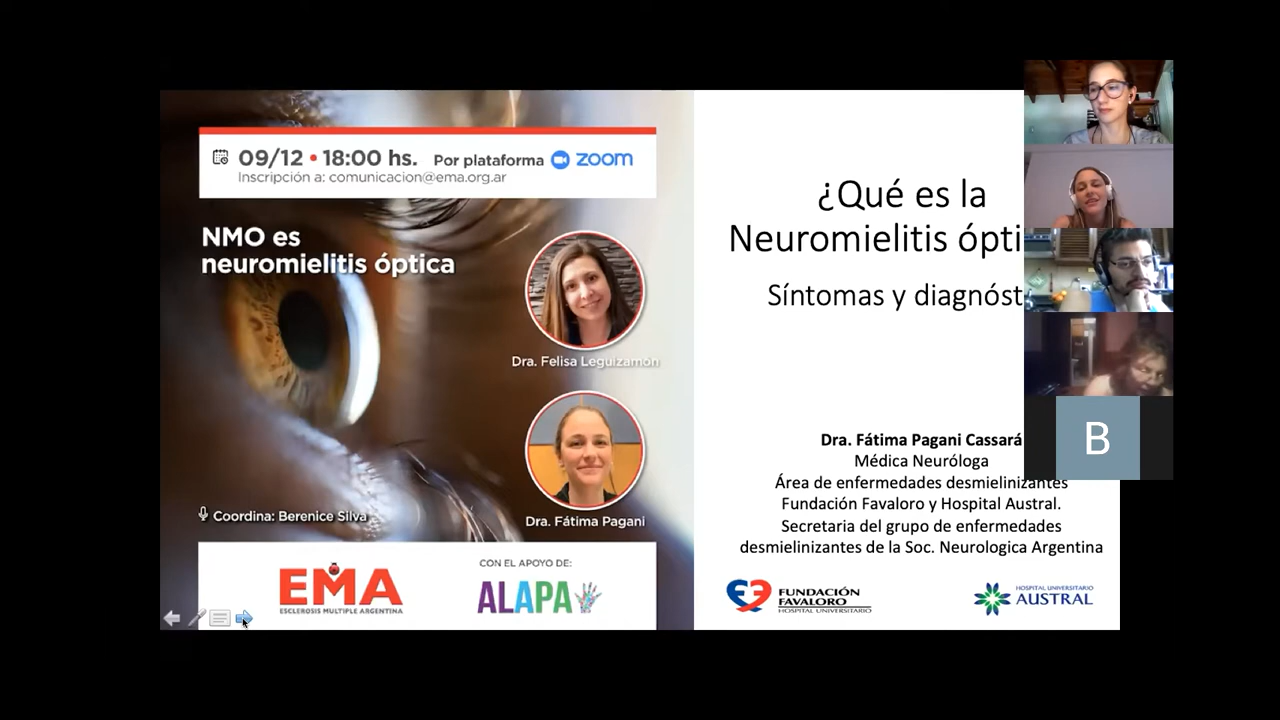 09/12 • 18:00 hs. Por plataforma zoom
Inscripción a: comunicacion@ema.org.ar
NMO es
neuromielitis óptica
Dra. Felisa Leguizamón
Dra. Fátima Pagani
Coordina: Berenice Silva
EMA
ESCLEROSIS MULTIPLE ARGENTINA
CON EL APOYO DE:
ALAPA
¿Qué es la
Neuromielitis ópti
Síntomas y diagnóst
Dra. Fátima Pagani Cassará
Médica Neuróloga
Área de enfermedades desmielinizantes
Fundación Favaloro y Hospital Austral.
Secretaria del grupo de enfermedades
desmielinizantes de la Soc. Neurologica Argentina
FUNDACIÓN
FAVALORO
HOSPITAL UNIVERSITARIO
HOSPITAL UNIVERSITARIO
AUSTRAL
B